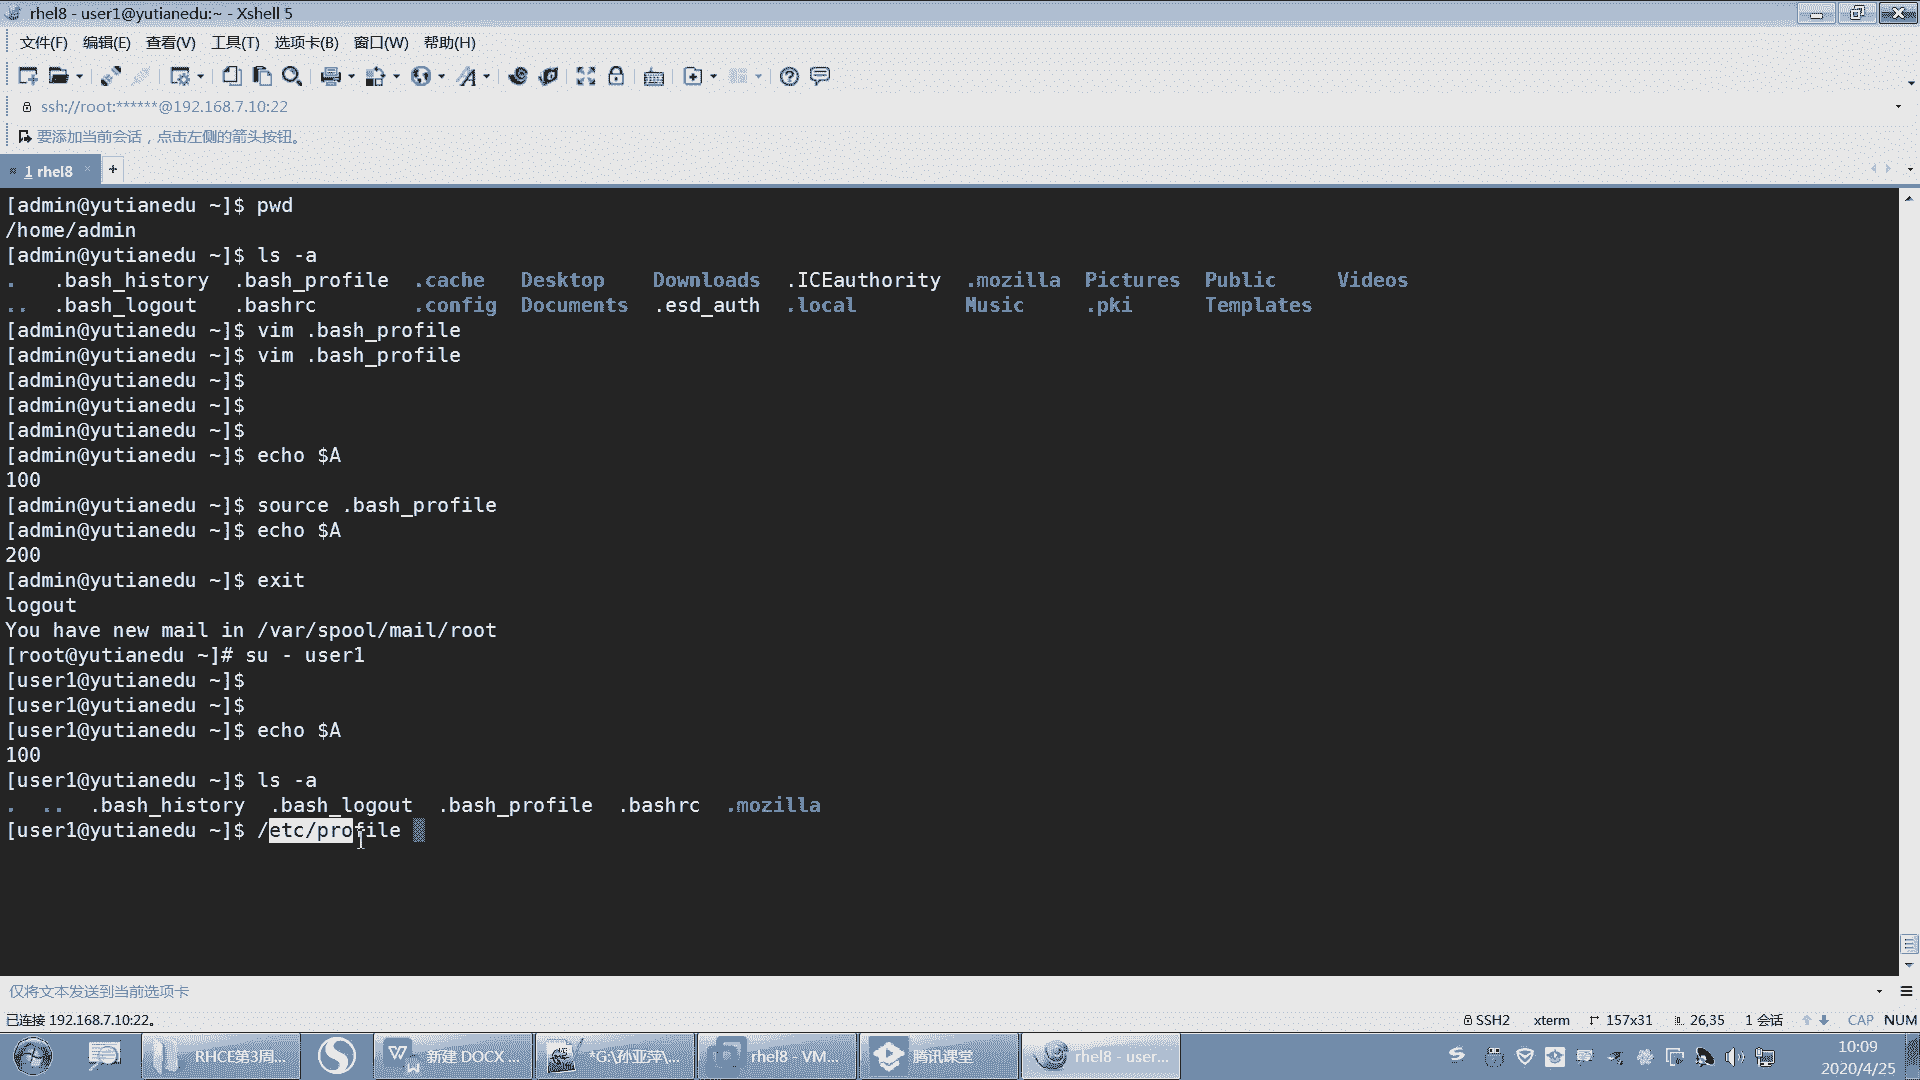 rhel8 - user1@yutianedu:~ - Xshell 5
文件(F) 编辑(E) 查看(V) 工具(T) 选项卡(B) 窗口(W) 帮助(H)
ssh://root:******@192.168.7.10:22
要添加当前会话，点击左侧的箭头按钮。
1 rhel8 × +
[admin@yutianedu ~]$ pwd
/home/admin
[admin@yutianedu ~]$ ls -a
. .bash_history .bash_profile .cache Desktop Downloads .ICEauthority .mozilla Pictures Public Videos
.. .bash_logout .bashrc .config Documents .esd_auth .local Music .pki Templates
[admin@yutianedu ~]$ vim .bash_profile
[admin@yutianedu ~]$ vim .bash_profile
[admin@yutianedu ~]$
[admin@yutianedu ~]$
[admin@yutianedu ~]$
[admin@yutianedu ~]$ echo $A
100
[admin@yutianedu ~]$ source .bash_profile
[admin@yutianedu ~]$ echo $A
200
[admin@yutianedu ~]$ exit
logout
You have new mail in /var/spool/mail/root
[root@yutianedu ~]# su - user1
[user1@yutianedu ~]$
[user1@yutianedu ~]$
[user1@yutianedu ~]$ echo $A
100
[user1@yutianedu ~]$ ls -a
. .. .bash_history .bash_logout .bash_profile .bashrc .mozilla
[user1@yutianedu ~]$ /etc/profile
仅将文本发送到当前选项卡
已连接 192.168.7.10:22。 SSH2 xterm 157x31 26,35 1 会话 CAP NUM
RHCE第3周... 新建 DOCX ... *G:\孙亚萍\... rhel8 - VM... 腾讯课堂 rhel8 - user... 10:09
2020/4/25